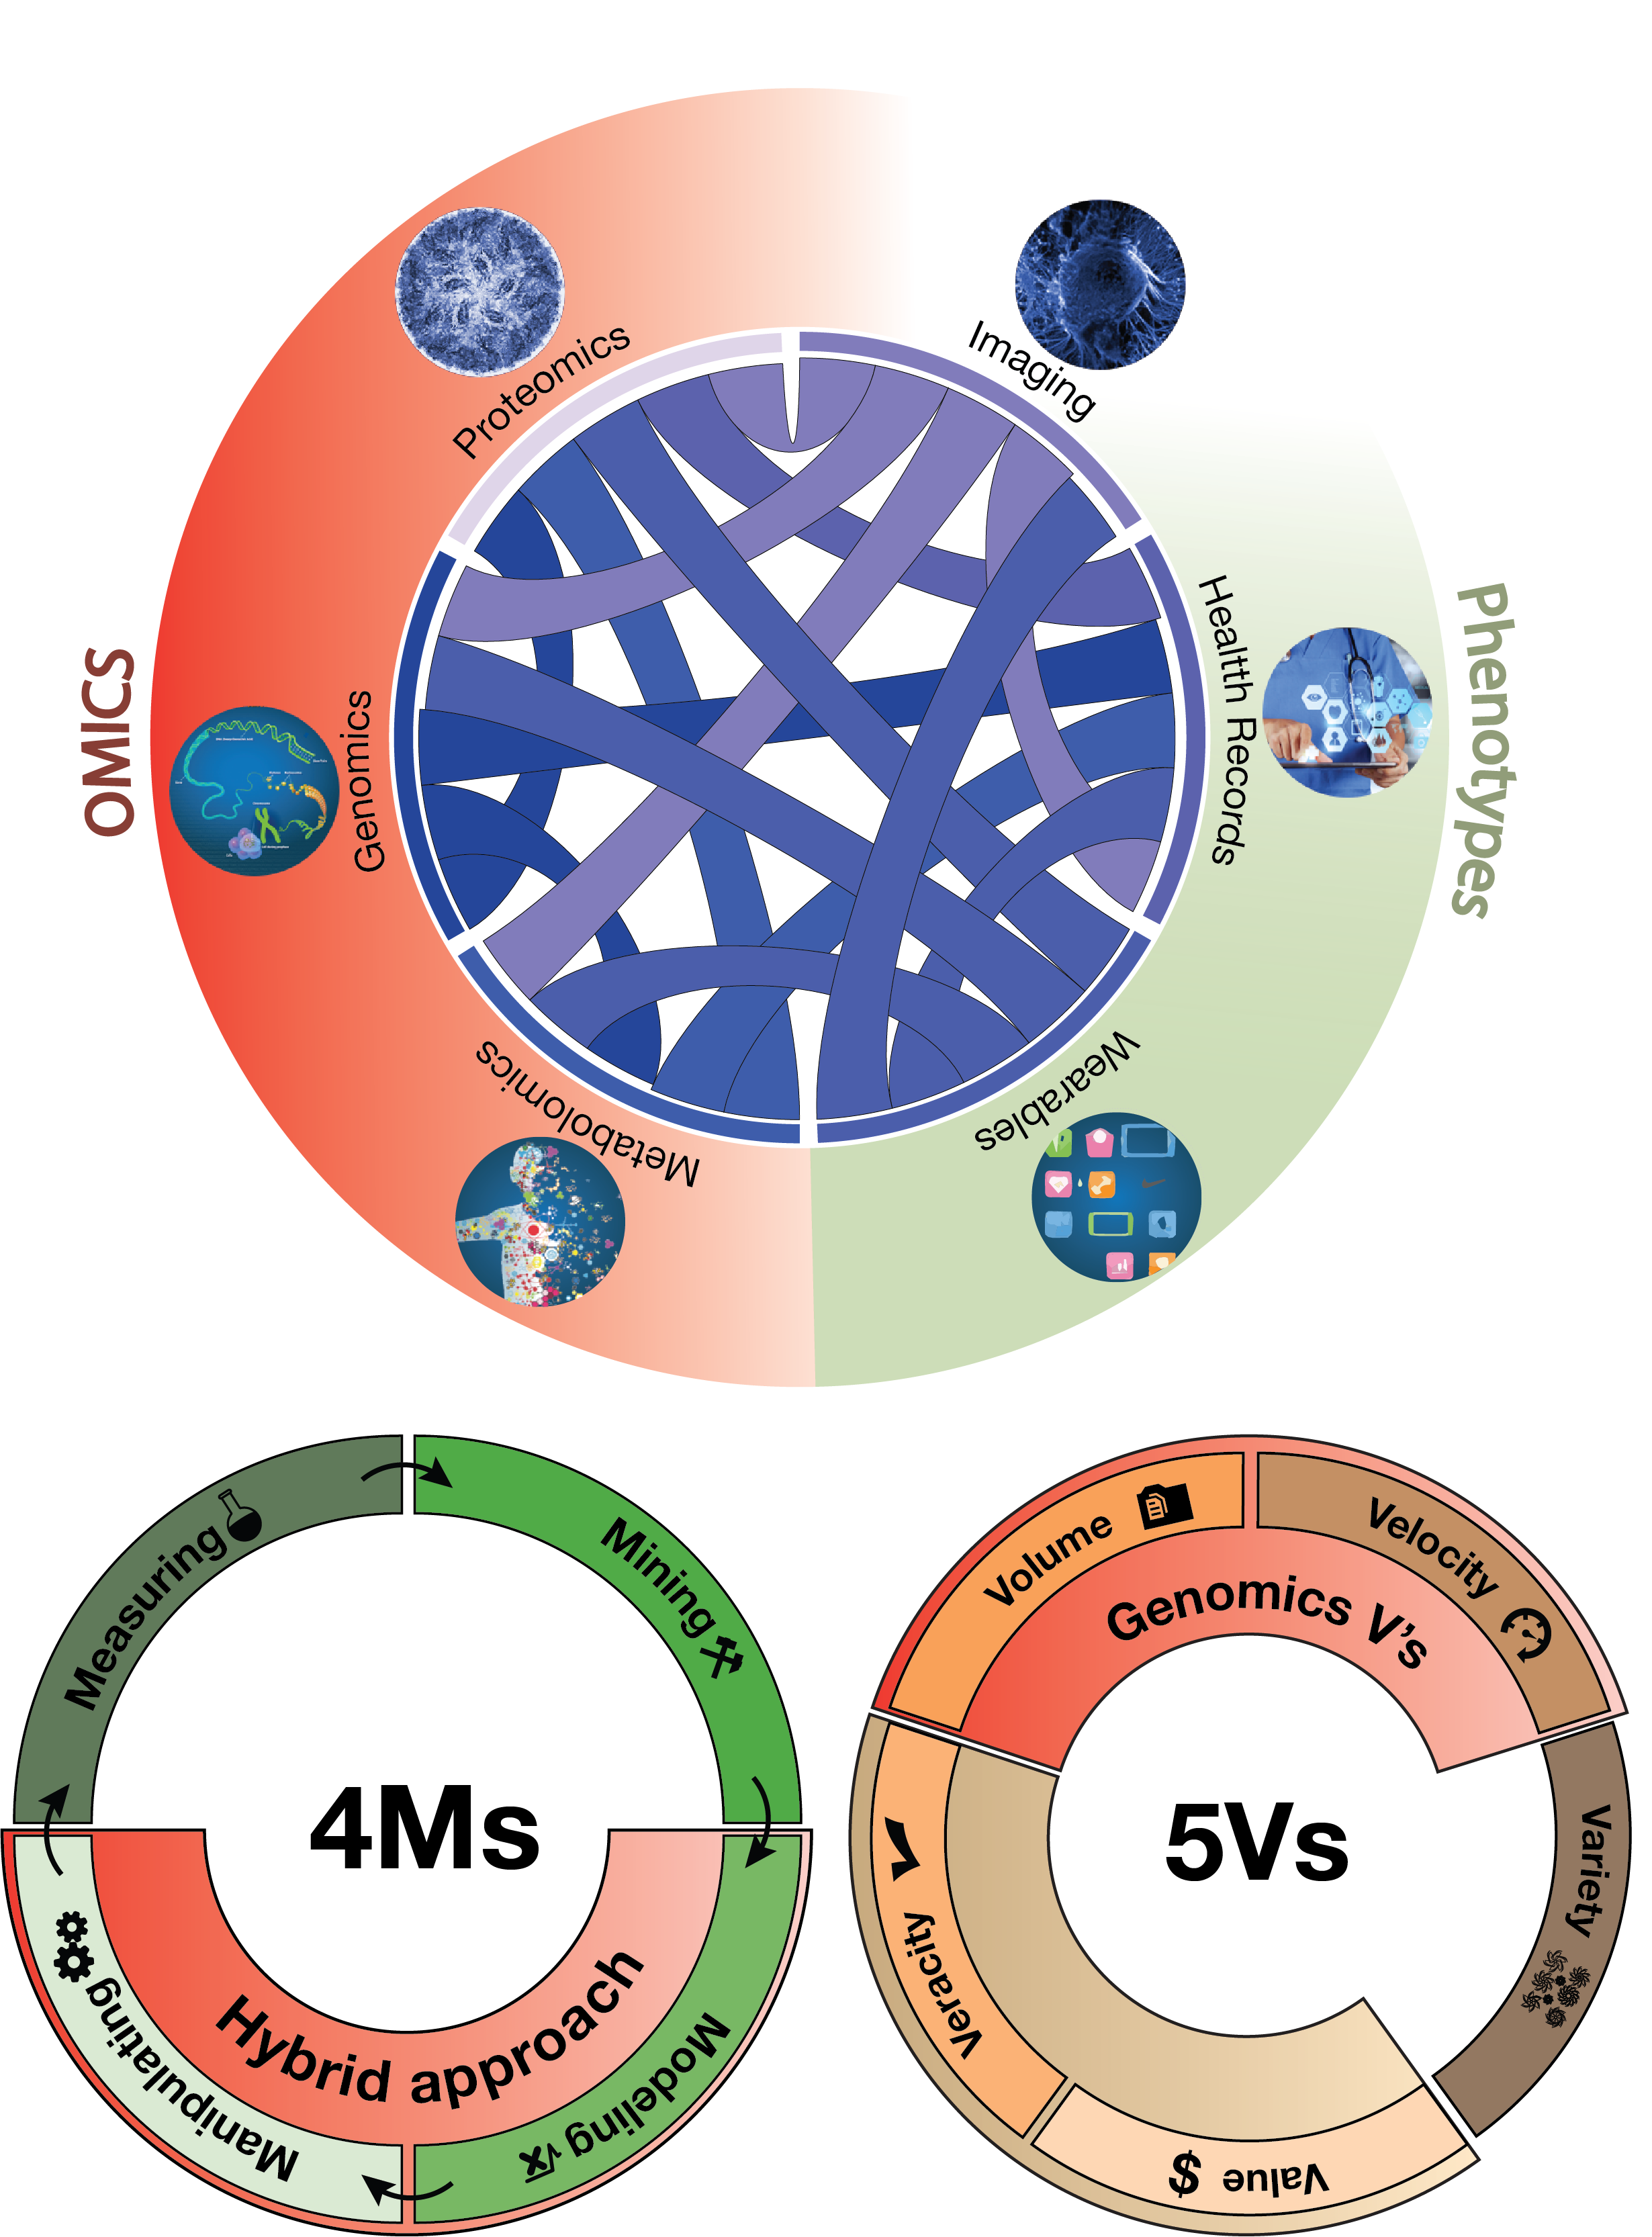 Proteomics
Imaging
OMICS
Genomics
Health Records
Phenotypes
Metabolomics
Wearables
Measuring
Mining
4Ms
Hybrid approach
Manipulating
Modeling
√x
Volume
Velocity
Genomics V's
5Vs
Variety
Veracity
Value
$